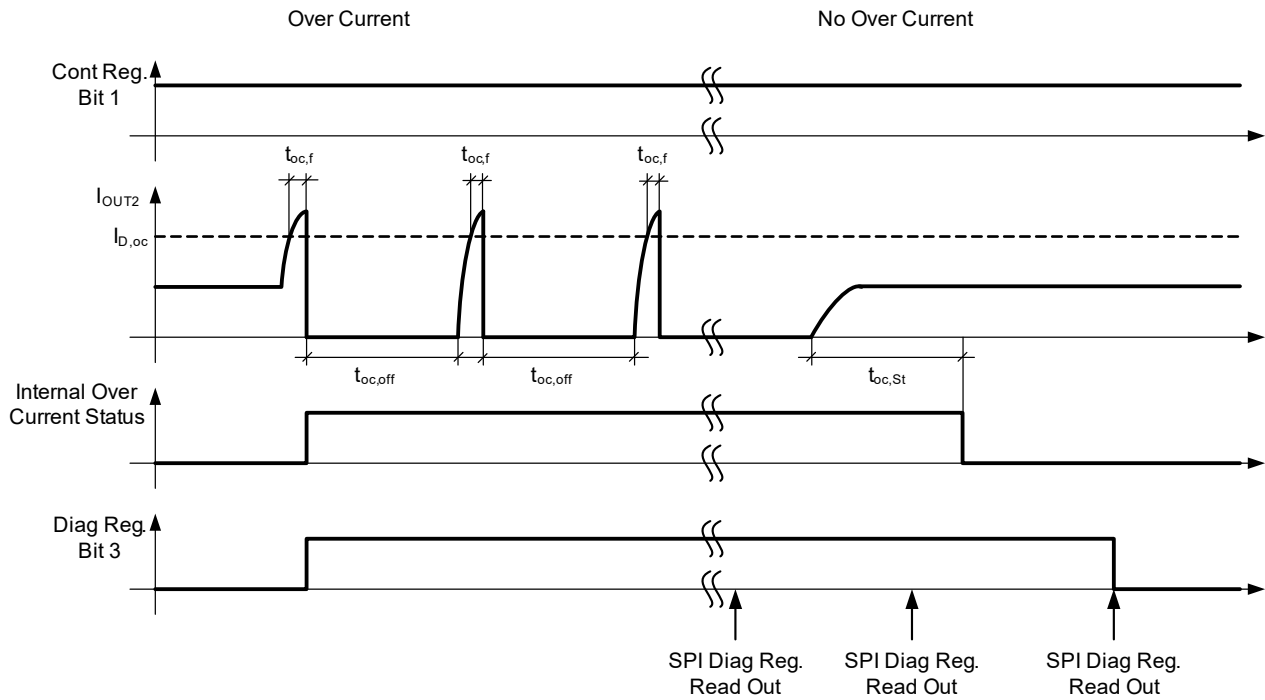 Over Current
No Over Current
Cont Reg.
Bit 1
toc,f
toc,f
toc,f
IOUT2
ID,oc
toc,off
toc,off
toc,St
Internal Over
Current Status
Diag Reg.
Bit 3
SPI Diag Reg.
Read Out
SPI Diag Reg.
Read Out
SPI Diag Reg.
Read Out